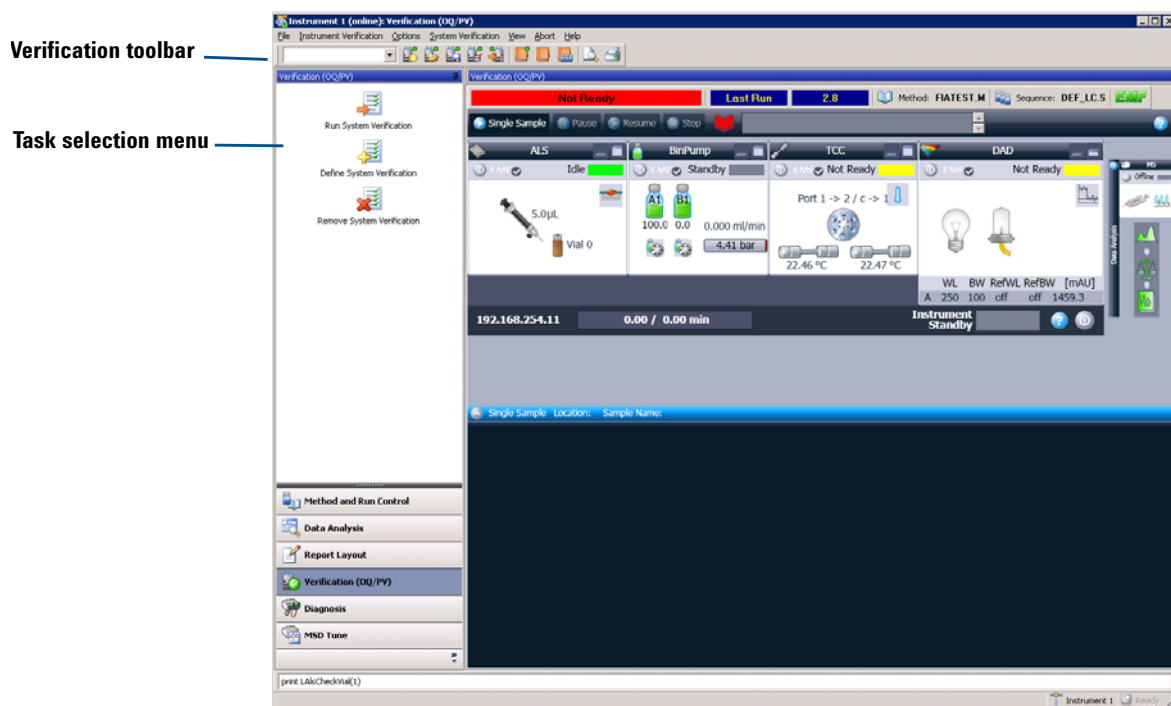 Verification toolbar
Task selection menu
Instrument 1 (online): Verification (OQ/PV)
File Instrument Verification Options System Verification View Abort Help
Verification (OQ/PV)
Run System Verification
Define System Verification
Remove System Verification
Method and Run Control
Data Analysis
Report Layout
Verification (OQ/PV)
Diagnosis
MSD Tune
Verification (OQ/PV)
Not Ready Last Run 2.8 Method: FIATEST.M Sequence: DEF_LC.S EMF
Single Sample Pause Resume Stop
ALS BinPump TCC DAD MS
EMF Idle EMF Standby EMF Not Ready EMF Not Ready Offline
5.0µL
Vial 0
A1 B1
100.0 0.0 0.000 ml/min
4.41 bar
Port 1 -> 2 / c -> 1
22.46 °C 22.47 °C
WL BW RefWL RefBW [mAU]
A 250 100 off off 1459.3
Data Analysis
192.168.254.11 0.00 / 0.00 min Instrument
Standby
Single Sample Location: Sample Name:
print LAlsCheckVial(1)
Instrument 1 Ready